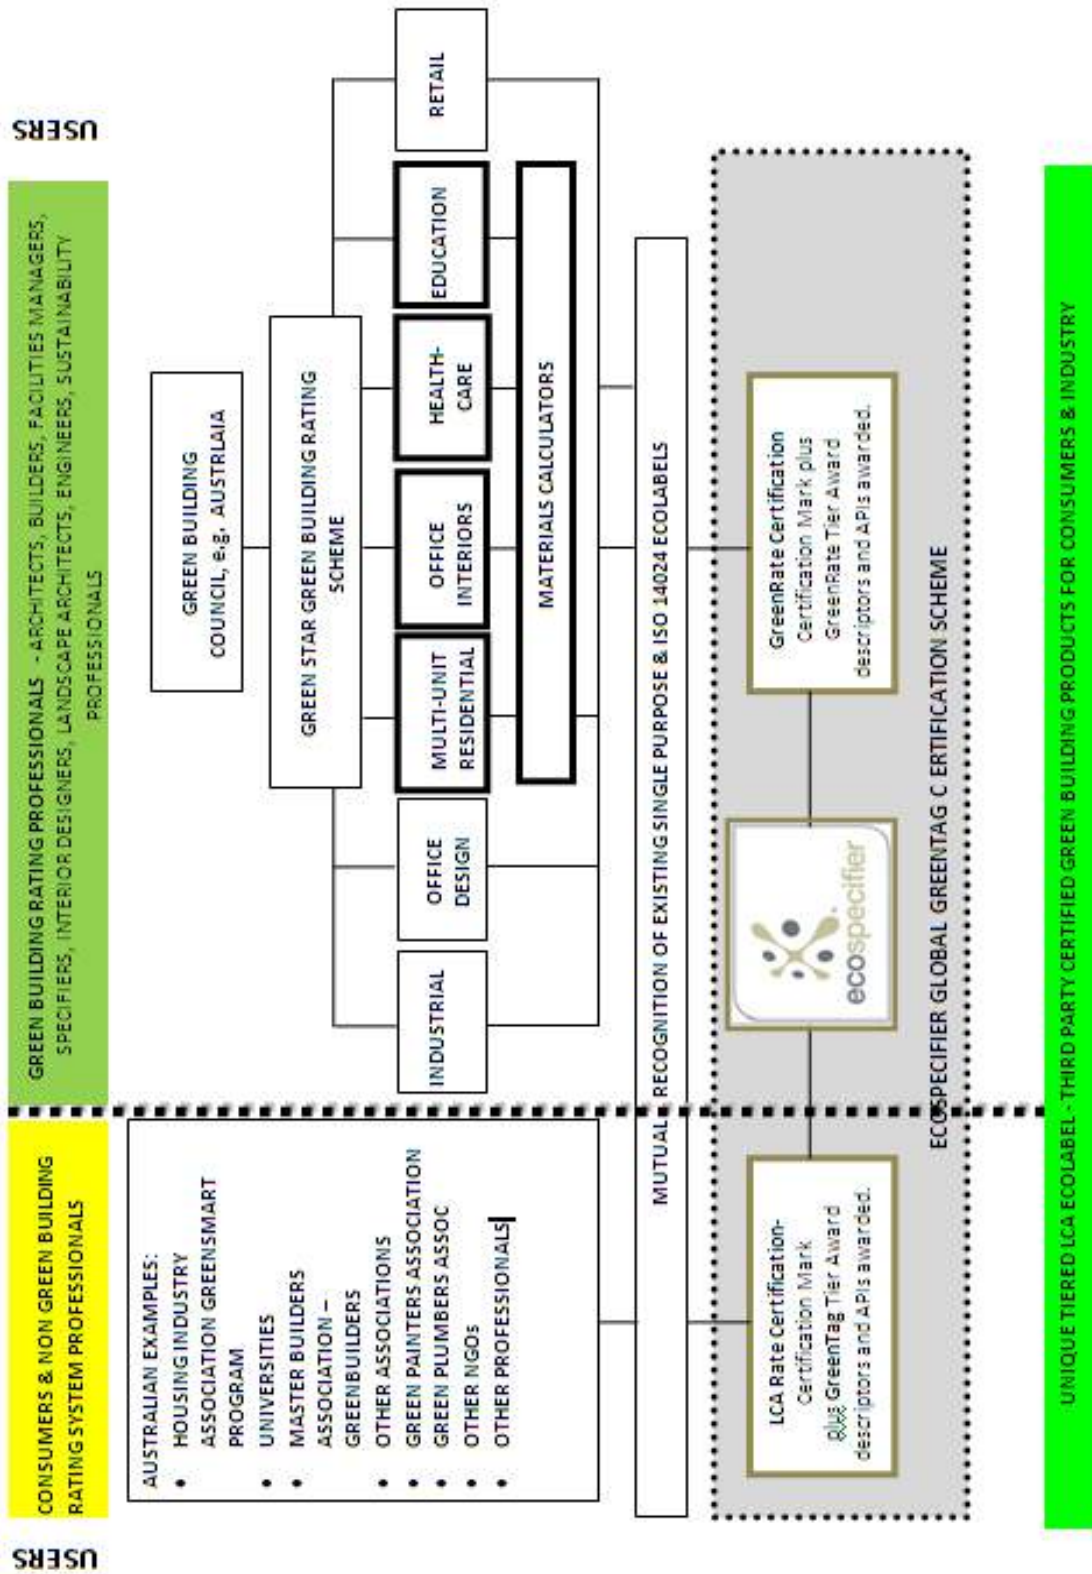 USERS
CONSUMERS & NON GREEN BUILDING
RATING SYSTEM PROFESSIONALS
GREEN BUILDING RATING PROFESSIONALS - ARCHITECTS, BUILDERS, FACILITIES MANAGERS,
SPECIFIERS, INTERIOR DESIGNERS, LANDSCAPE ARCHITECTS, ENGINEERS, SUSTAINABILITY
PROFESSIONALS
USERS
AUSTRALIAN EXAMPLES:
• HOUSING INDUSTRY
ASSOCIATION GREENSMART
PROGRAM
• UNIVERSITIES
• MASTER BUILDERS
ASSOCIATION –
GREENBUILDERS
• OTHER ASSOCIATIONS
• GREEN PAINTERS ASSOCIATION
• GREEN PLUMBERS ASSOC
• OTHER NGOs
• OTHER PROFESSIONALS
GREEN BUILDING
COUNCIL, e.g, AUSTRLAIA
GREEN STAR GREEN BUILDING RATING
SCHEME
INDUSTRIAL
OFFICE
DESIGN
MULTI-UNIT
RESIDENTIAL
OFFICE
INTERIORS
HEALTH-
CARE
EDUCATION
RETAIL
MATERIALS CALCULATORS
MUTUAL RECOGNITION OF EXISTING SINGLE PURPOSE & ISO 14024 ECOLABELS
LCA Rate Certification-
Certification Mark
plus GreenTag Tier Award
descriptors and APIs awarded.
ecospecifier
GreenRate Certification
Certification Mark plus
GreenRate Tier Award
descriptors and APIs awarded.
ECOSPECIFIER GLOBAL GREENTAG C ERTIFICATION SCHEME
UNIQUE TIERED LCA ECOLABEL - THIRD PARTY CERTIFIED GREEN BUILDING PRODUCTS FOR CONSUMERS & INDUSTRY